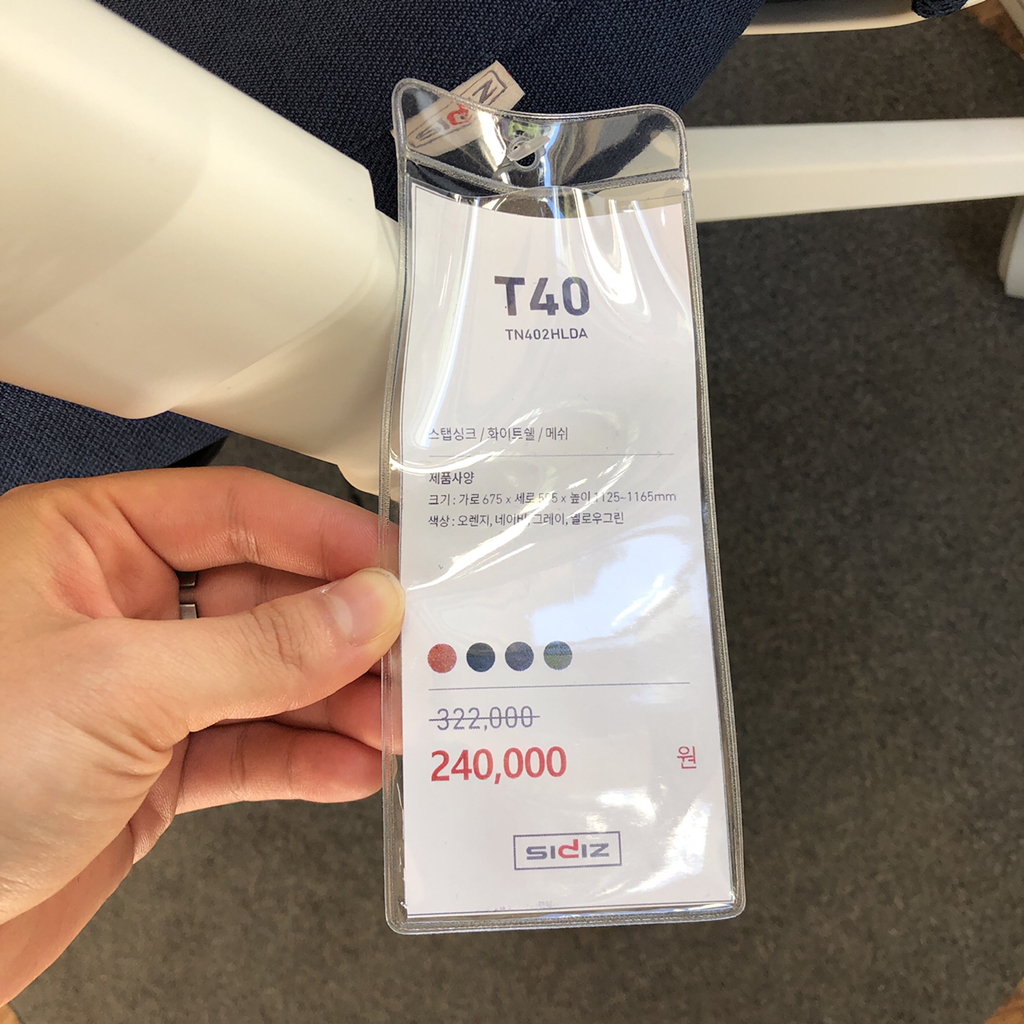 SIDIZ
T40
TN402HLDA
스탭싱크 / 화이트쉘 / 메쉬
제품사양
크기 : 가로 675 x 세로 x 높이 1125~1165mm
색상 : 오렌지, 네이비, 그레이, 옐로우그린
322,000
240,000 원
SIDIZ